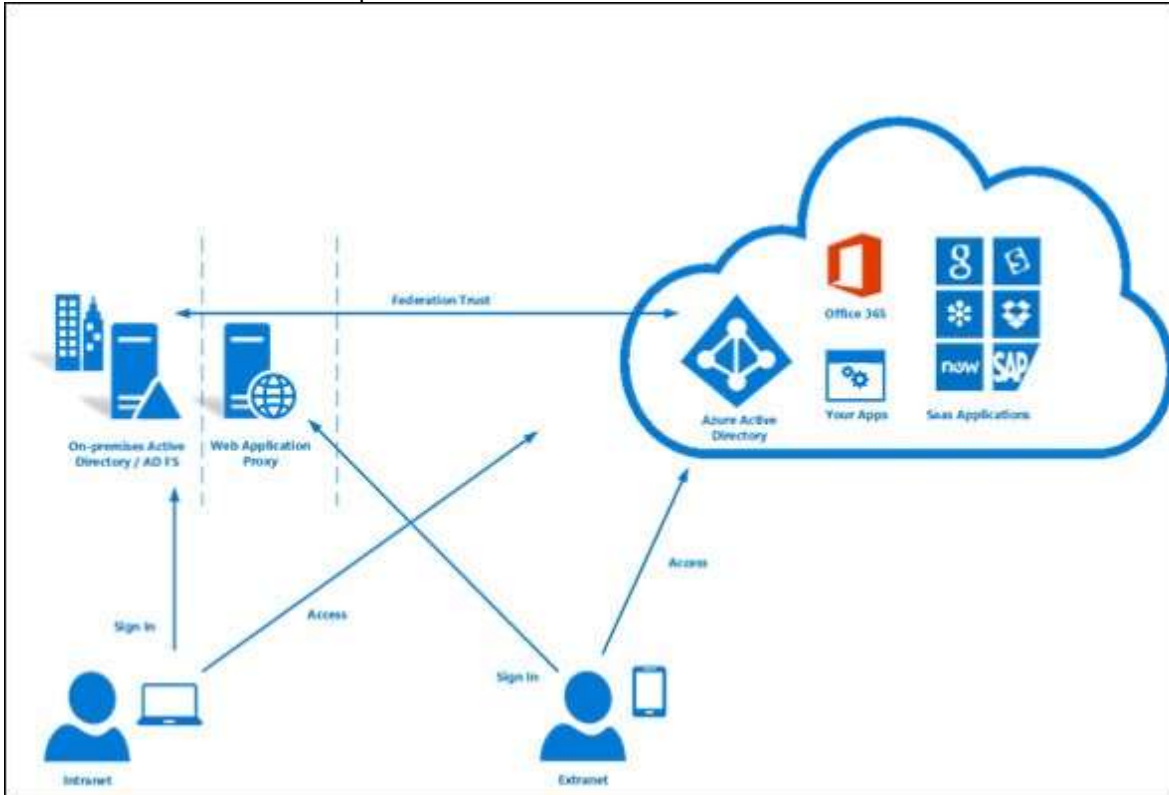 Federation Trust
Office 365
g
S
now
SAP
On-premises Active
Directory / AD FS
Web Application
Proxy
Azure Active
Directory
Your Apps
Saas Applications
Access
Access
Sign In
Sign In
Intranet
Extranet